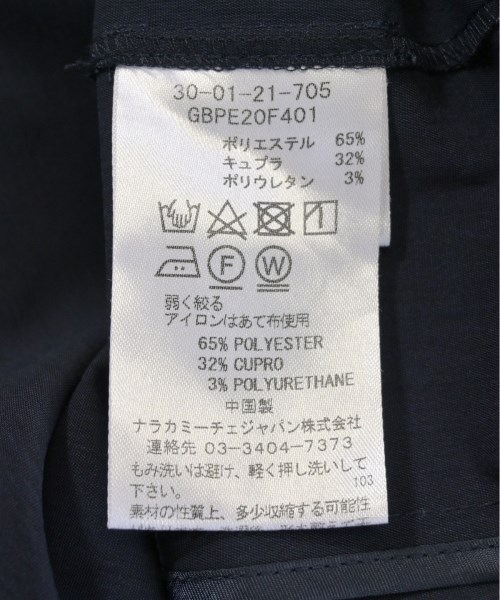 30-01-21-705
GBPE20F401
ポリエステル 65%
キュプラ 32%
ポリウレタン 3%
F W
弱く絞る
アイロンはあて布使用
65% POLYESTER
32% CUPRO
3% POLYURETHANE
中国製
ナラカミーチェジャパン株式会社
連絡先 03-3404-7373
もみ洗いは避け、軽く押し洗いして
下さい。 103
素材の性質上、多少収縮する可能性
があります。